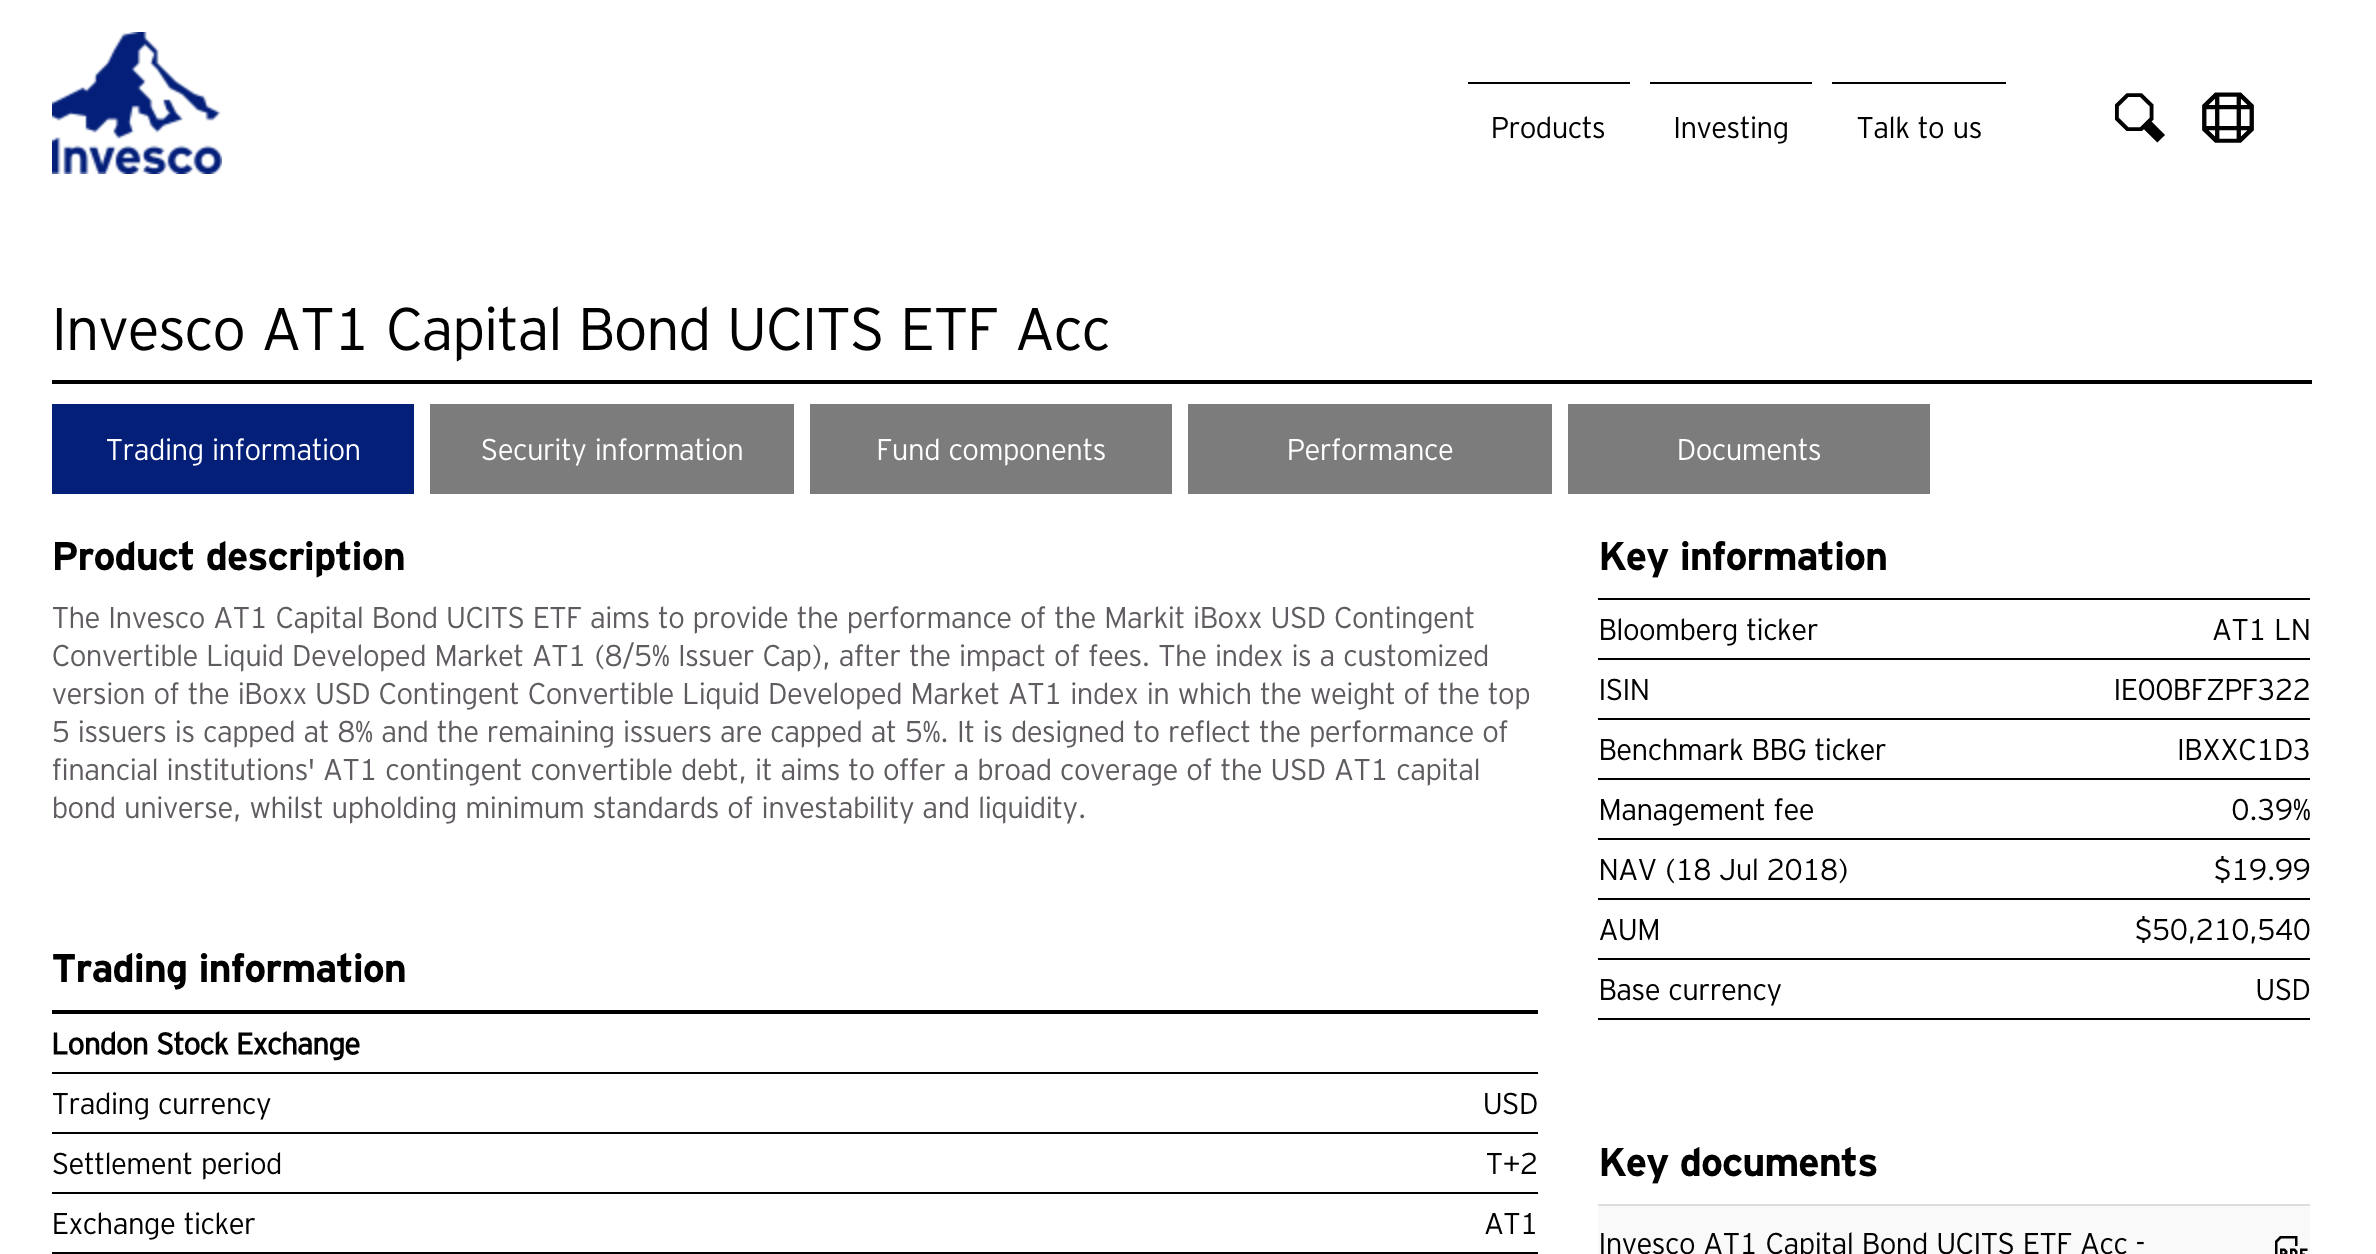 Invesco
Products
Investing
Talk to us
Invesco AT1 Capital Bond UCITS ETF Acc
Trading information
Security information
Fund components
Performance
Documents
Product description
The Invesco AT1 Capital Bond UCITS ETF aims to provide the performance of the Markit iBoxx USD Contingent
Convertible Liquid Developed Market AT1 (8/5% Issuer Cap), after the impact of fees. The index is a customized
version of the iBoxx USD Contingent Convertible Liquid Developed Market AT1 index in which the weight of the top
5 issuers is capped at 8% and the remaining issuers are capped at 5%. It is designed to reflect the performance of
financial institutions' AT1 contingent convertible debt, it aims to offer a broad coverage of the USD AT1 capital
bond universe, whilst upholding minimum standards of investability and liquidity.
Trading information
London Stock Exchange
Trading currency USD
Settlement period T+2
Exchange ticker AT1
Key information
Bloomberg ticker AT1 LN
ISIN IE00BFZPF322
Benchmark BBG ticker IBXXC1D3
Management fee 0.39%
NAV (18 Jul 2018) $19.99
AUM $50,210,540
Base currency USD
Key documents
Invesco AT1 Capital Bond UCITS ETF Acc -
PDF